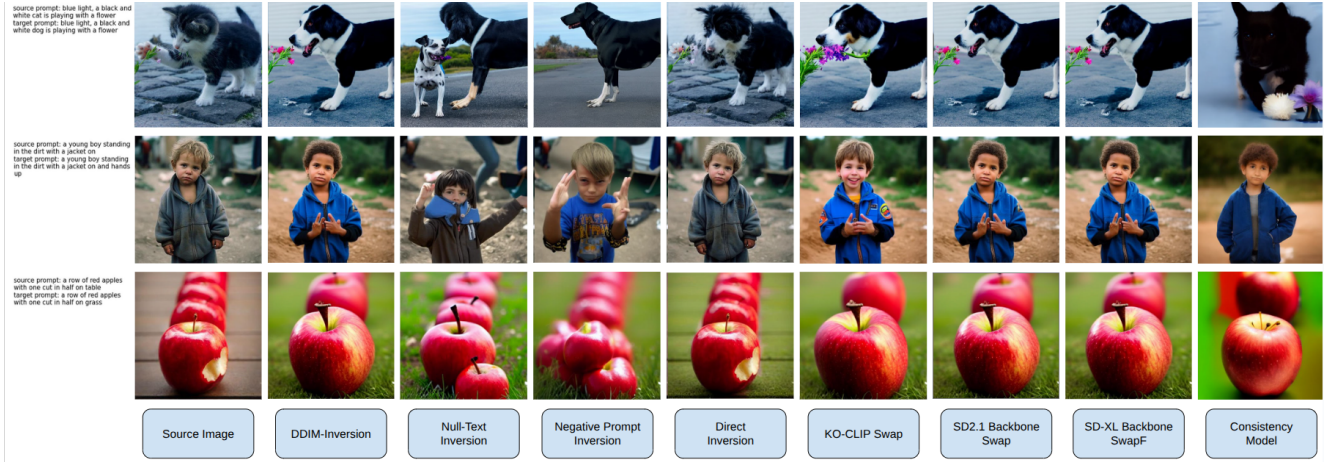 source prompt: blue light, a black and
white cat is playing with a flower
target prompt: blue light, a black and
white dog is playing with a flower
source prompt: a young boy standing
in the dirt with a jacket on
target prompt: a young boy standing
in the dirt with a jacket on and hands
up
source prompt: a row of red apples
with one cut in half on table
target prompt: a row of red apples
with one cut in half on grass
Source Image
DDIM-Inversion
Null-Text
Inversion
Negative Prompt
Inversion
Direct
Inversion
KO-CLIP Swap
SD2.1 Backbone
Swap
SD-XL Backbone
SwapF
Consistency
Model